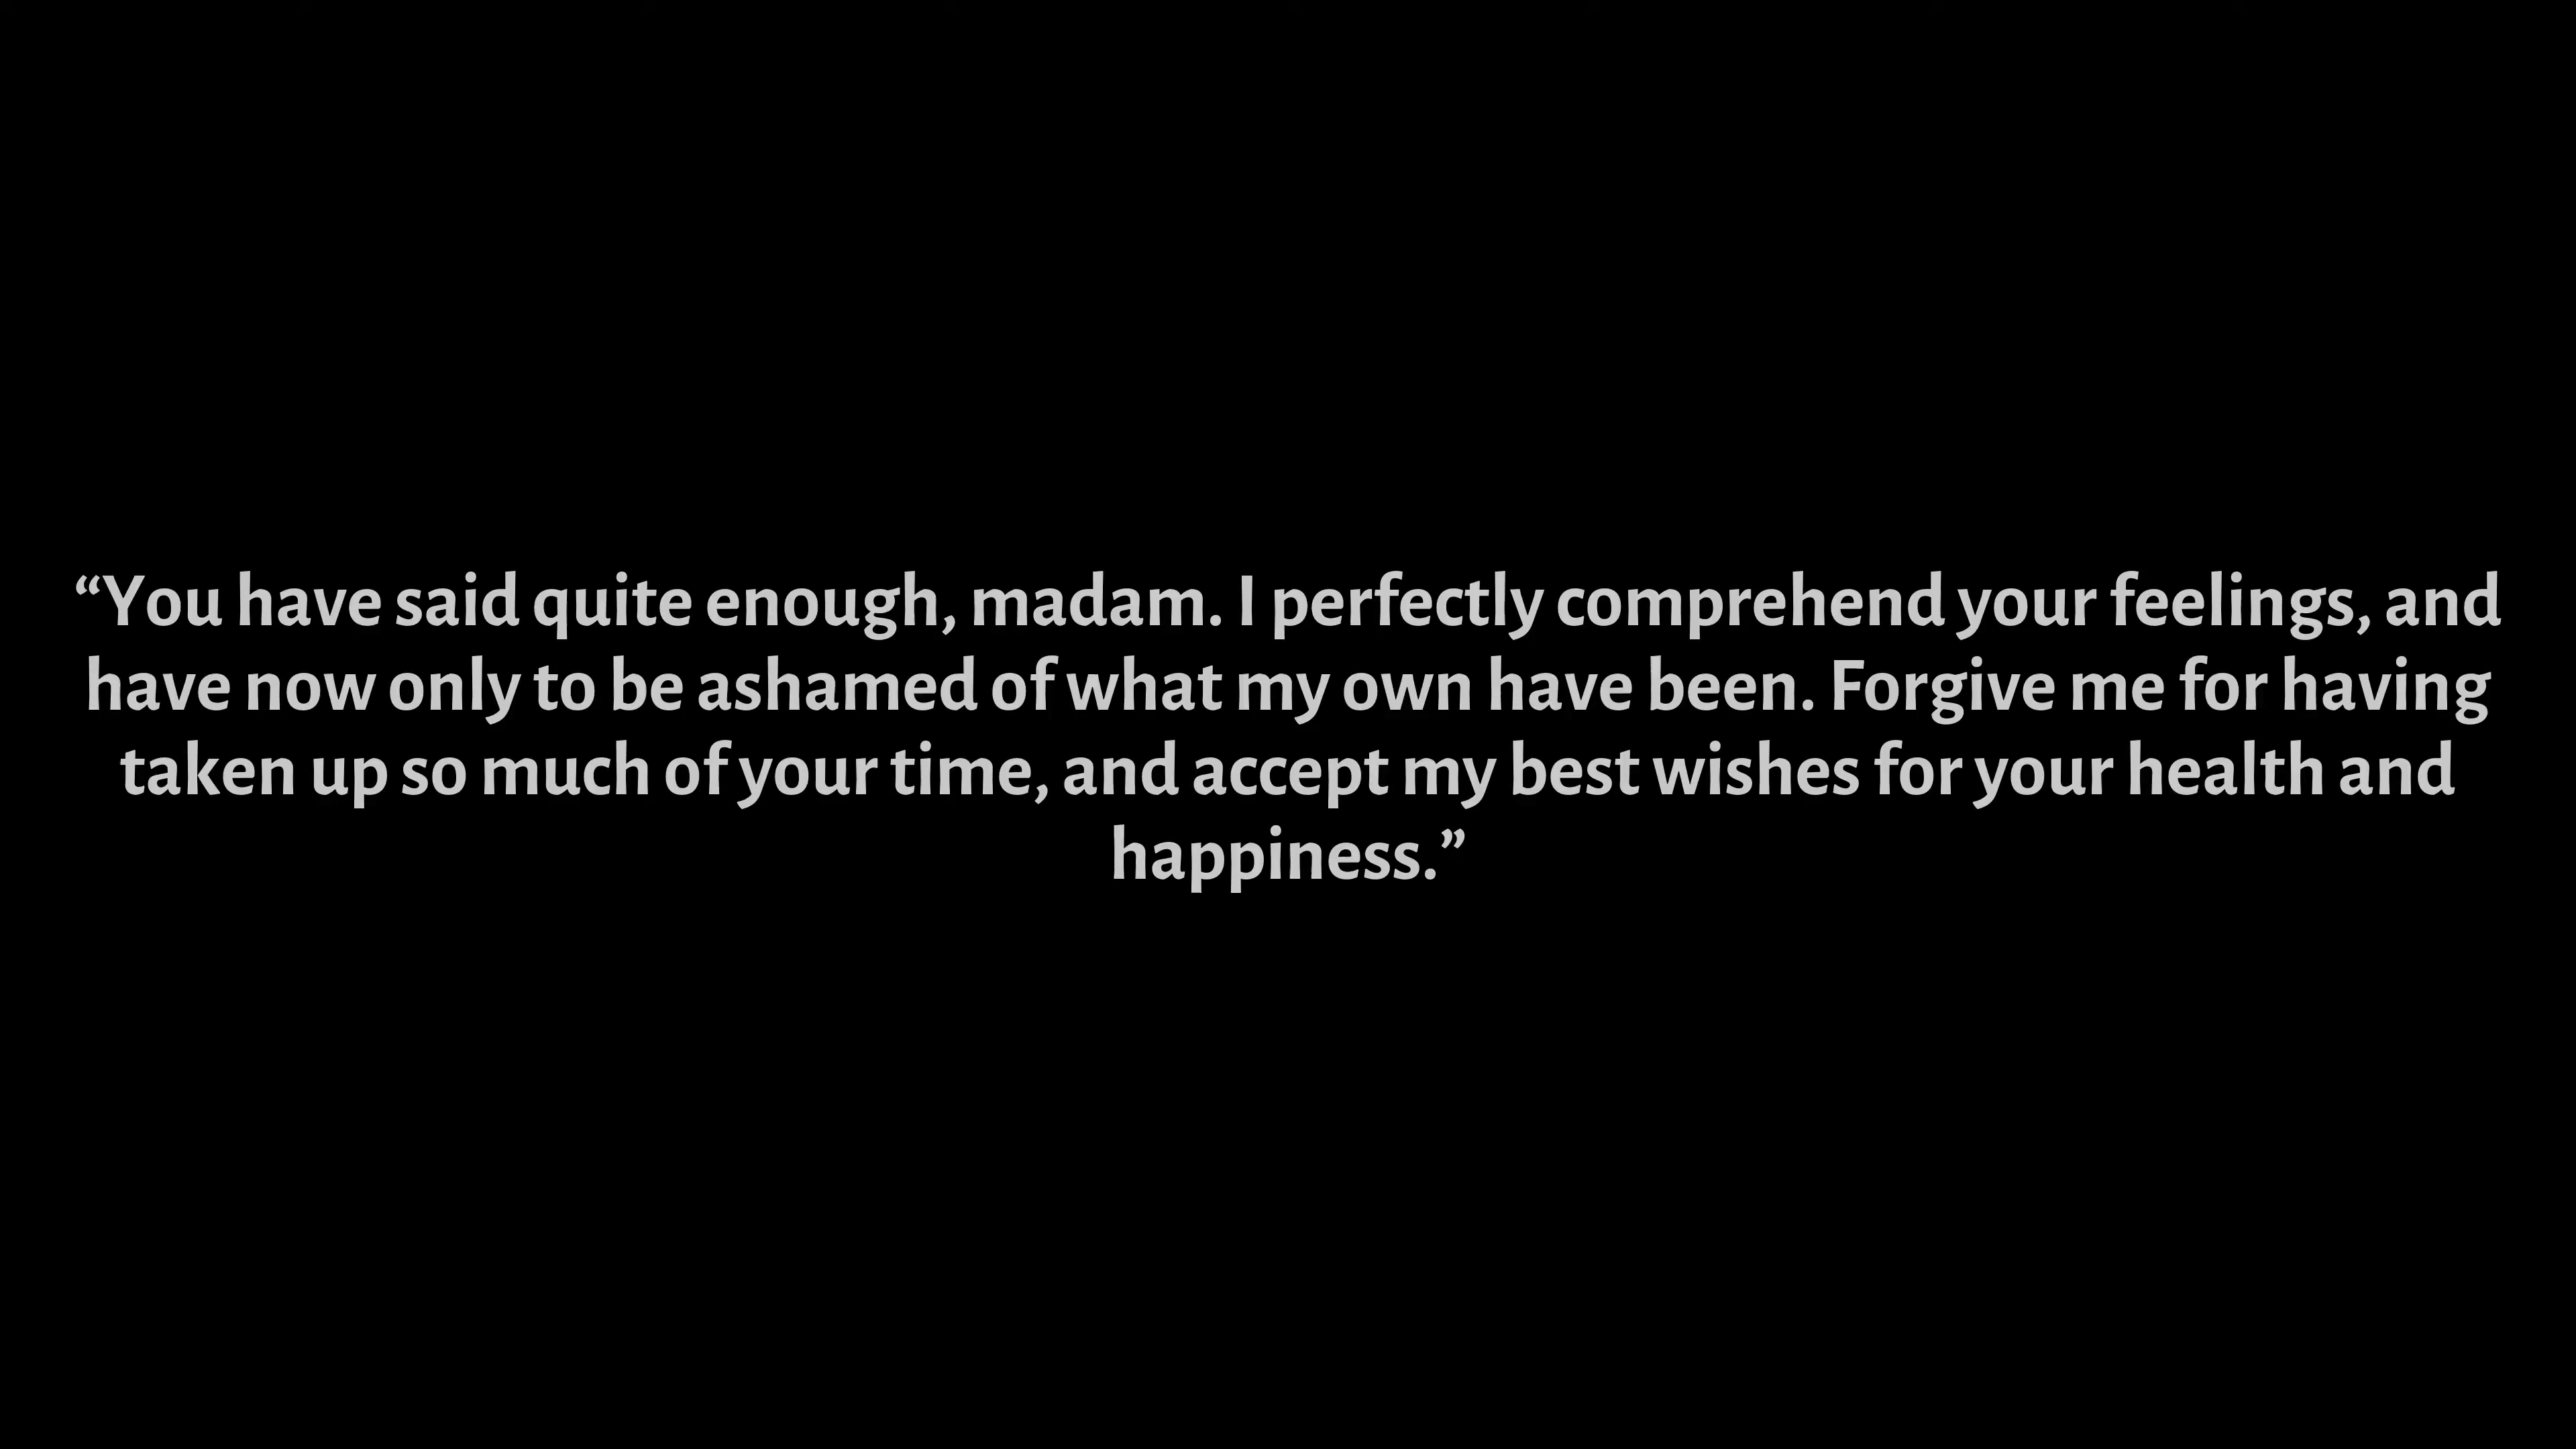 “You have said quite enough, madam. I perfectly comprehend your feelings, and
have now only to be ashamed of what my own have been. Forgive me for having
taken up so much of your time, and accept my best wishes for your health and
happiness.”